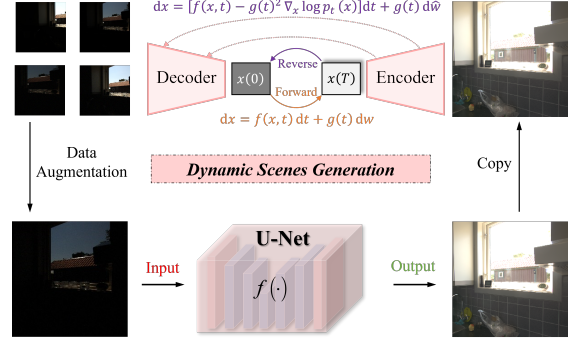 dx = [f(x, t) − g(t)² ∇ₓ log pₜ (x)]dt + g(t) dw̄
Decoder
x(0)
Reverse
Forward
x(T)
Encoder
dx = f(x, t) dt + g(t) dw
Data
Augmentation
Dynamic Scenes Generation
Copy
U-Net
f(·)
Input
Output